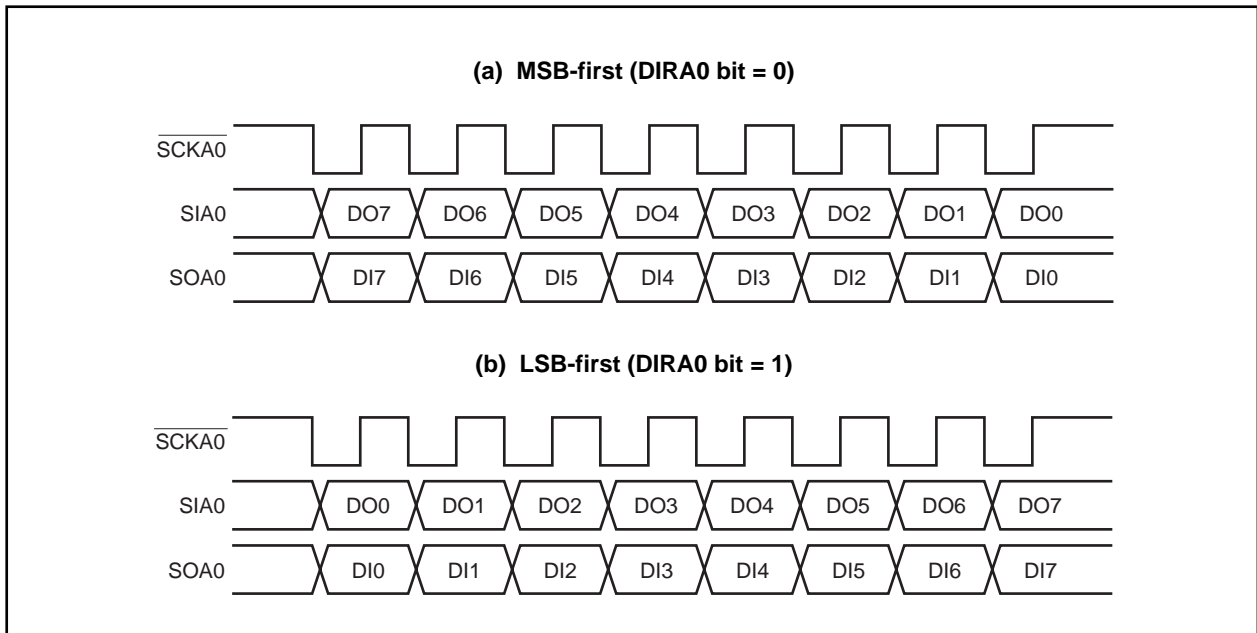 (a) MSB-first (DIRA0 bit = 0)
SCKA0
SIA0 DO7 DO6 DO5 DO4 DO3 DO2 DO1 DO0
SOA0 DI7 DI6 DI5 DI4 DI3 DI2 DI1 DI0
(b) LSB-first (DIRA0 bit = 1)
SCKA0
SIA0 DO0 DO1 DO2 DO3 DO4 DO5 DO6 DO7
SOA0 DI0 DI1 DI2 DI3 DI4 DI5 DI6 DI7